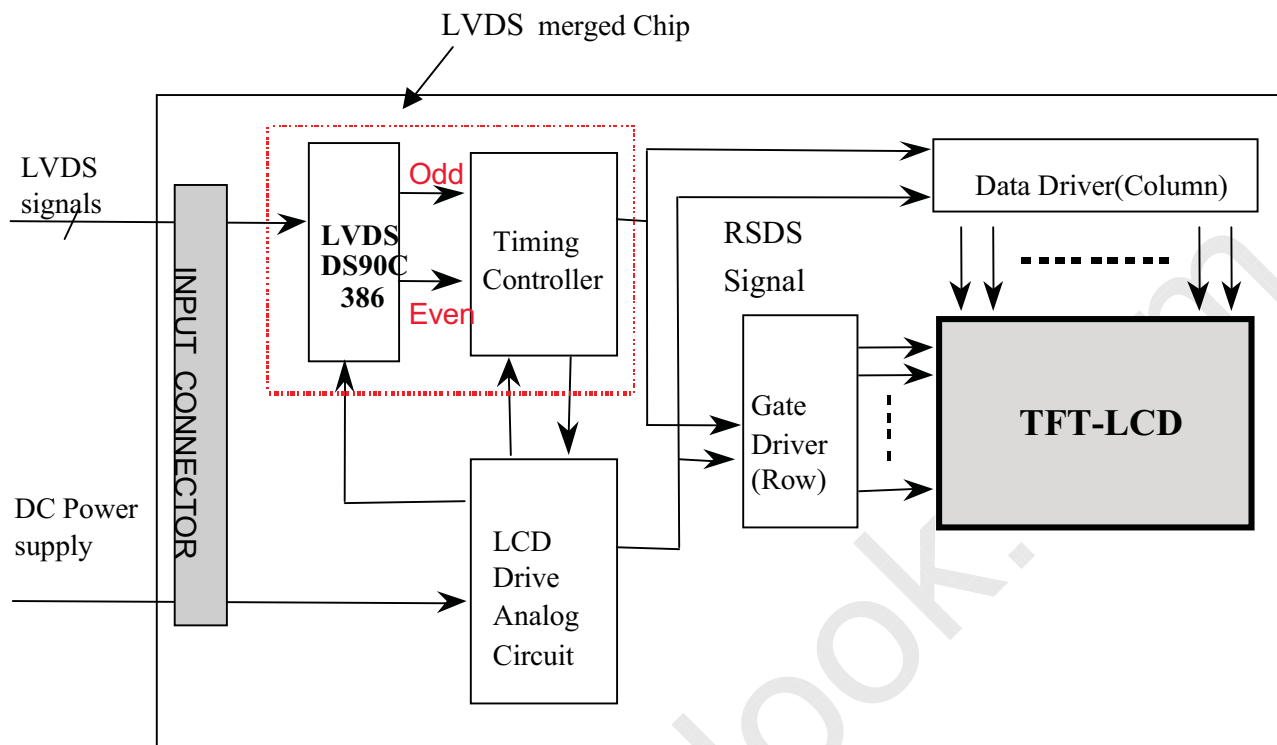 LVDS merged Chip
LVDS
signals
INPUT CONNECTOR
DC Power
supply
LVDS
DS90C
386
Odd
Even
Timing
Controller
LCD
Drive
Analog
Circuit
RSDS
Signal
Data Driver(Column)
Gate
Driver
(Row)
TFT-LCD